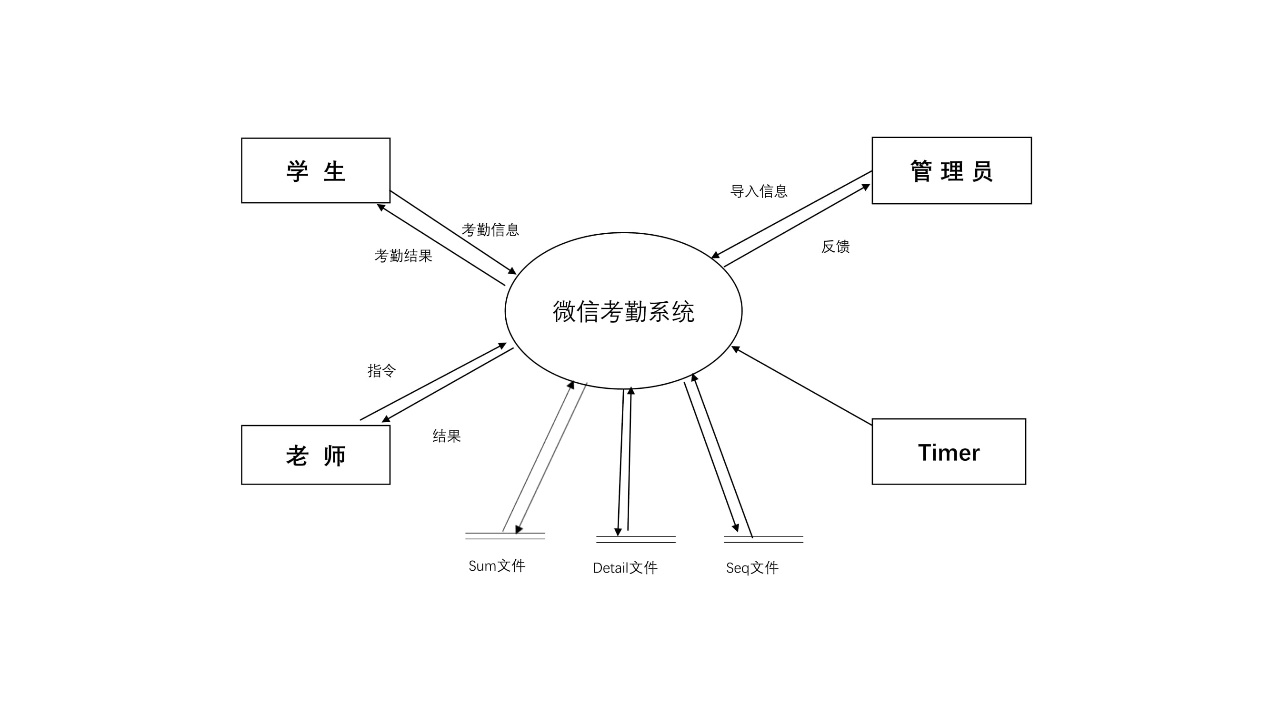 学 生
管 理 员
导入信息
考勤信息
反馈
考勤结果
微信考勤系统
指令
结果
老 师
Timer
Sum文件
Detail文件
Seq文件